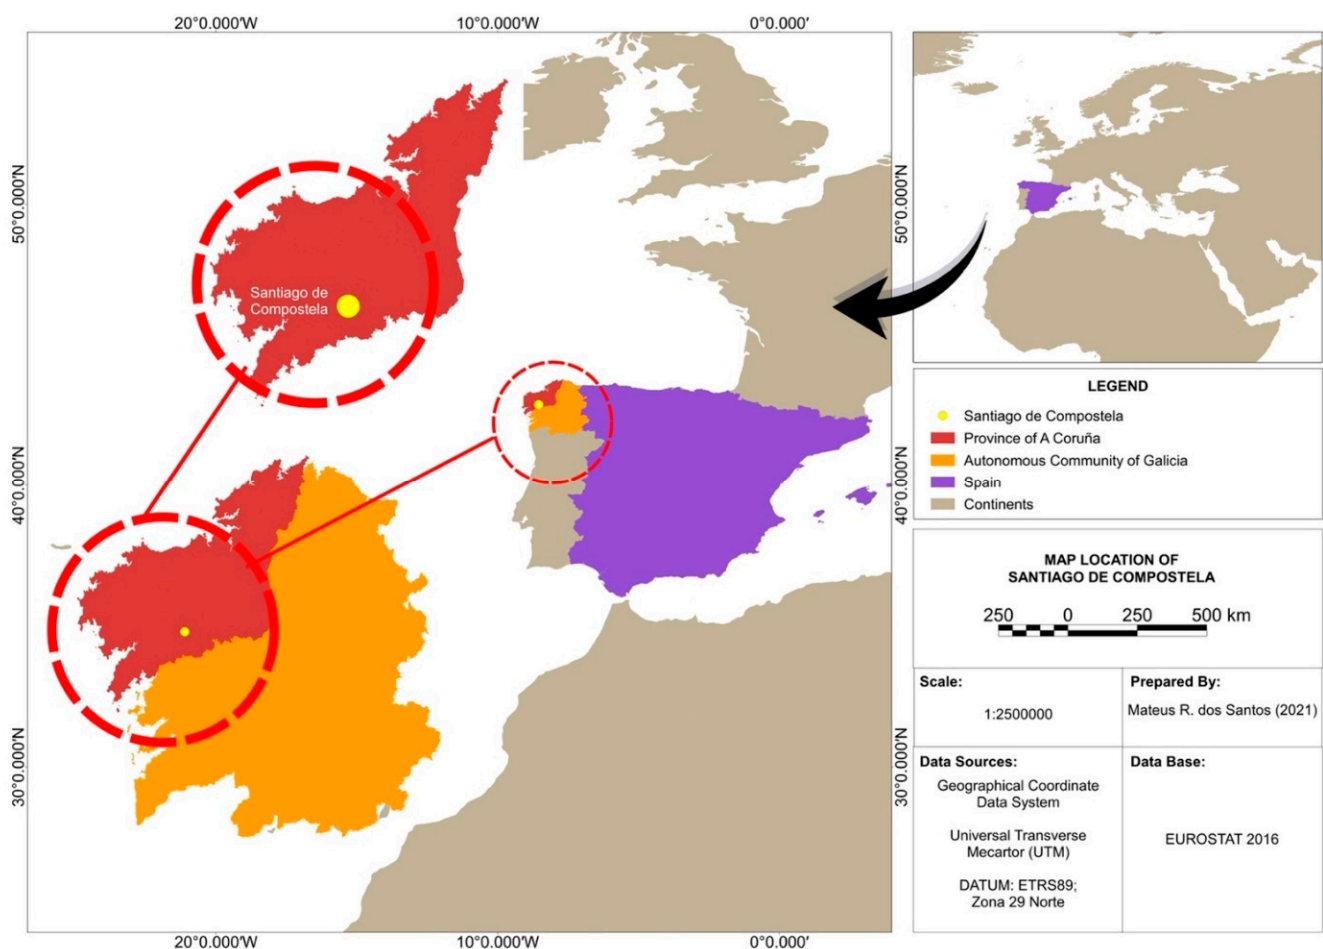 20°0.000'W 10°0.000'W 0°0.000'
50°0.000'N
40°0.000'N
30°0.000'N
Santiago de
Compostela
50°0.000'N
40°0.000'N
30°0.000'N
20°0.000'W 10°0.000'W 0°0.000'
LEGEND
Santiago de Compostela
Province of A Coruña
Autonomous Community of Galicia
Spain
Continents
MAP LOCATION OF
SANTIAGO DE COMPOSTELA
250 0 250 500 km
Scale:
1:2500000
Prepared By:
Mateus R. dos Santos (2021)
Data Sources:
Geographical Coordinate
Data System
Universal Transverse
Mecartor (UTM)
DATUM: ETRS89;
Zona 29 Norte
Data Base:
EUROSTAT 2016